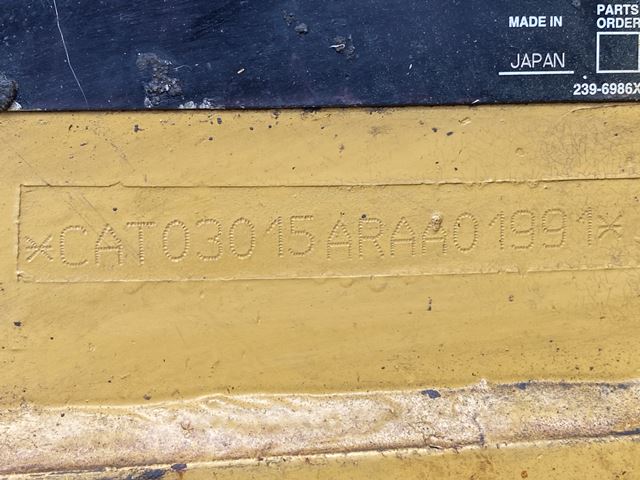 MADE IN
JAPAN
PARTS
ORDER
239-6986X
*CAT03015ARAA01991*